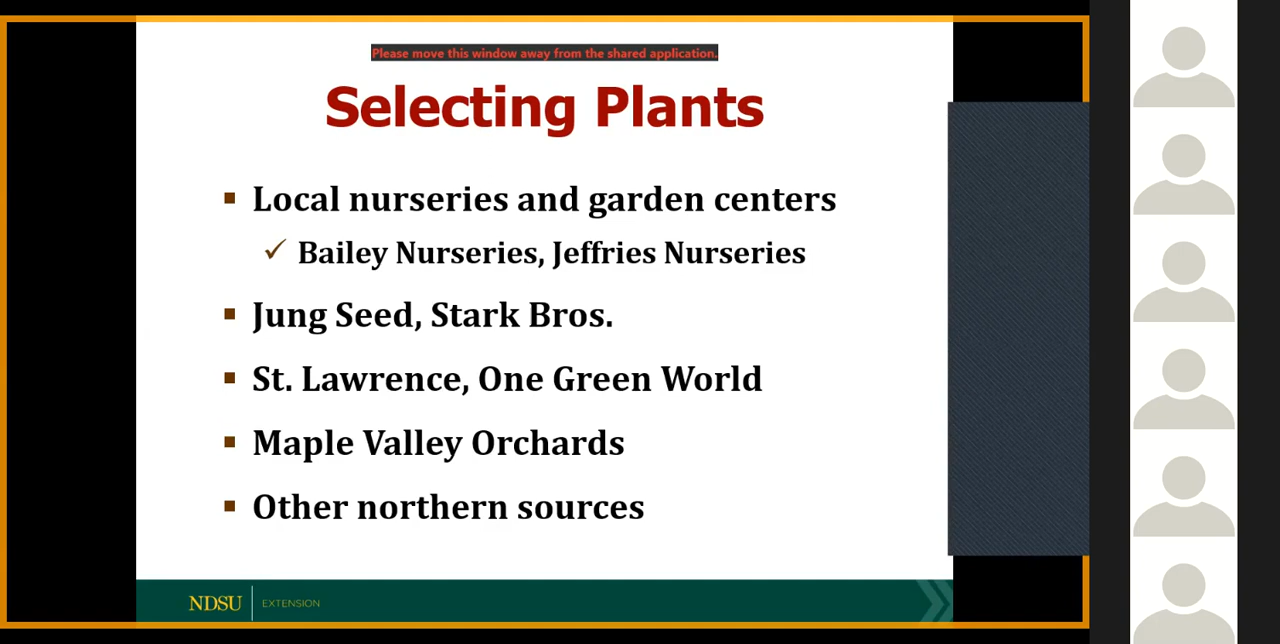 Please move this window away from the shared application.
Selecting Plants
Local nurseries and garden centers
Bailey Nurseries, Jeffries Nurseries
Jung Seed, Stark Bros.
St. Lawrence, One Green World
Maple Valley Orchards
Other northern sources
NDSU EXTENSION